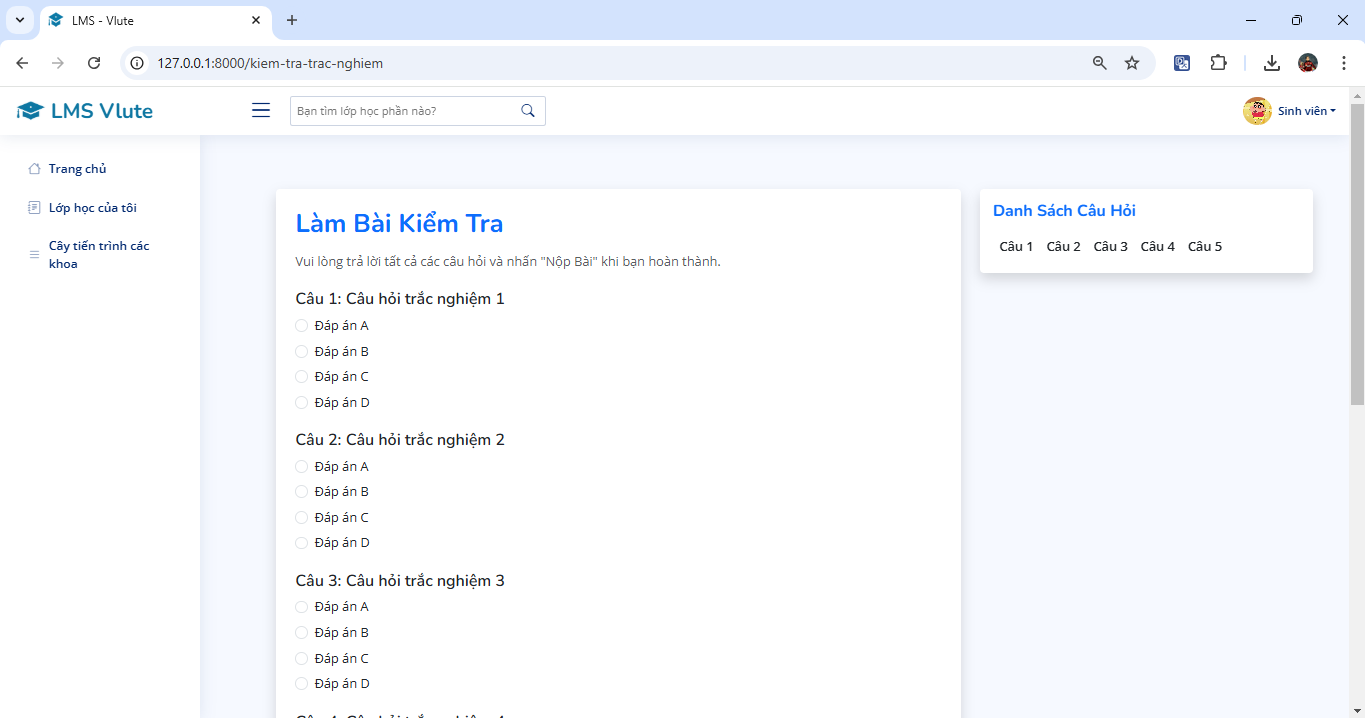 LMS - Vlute
127.0.0.1:8000/kiem-tra-trac-nghiem
LMS Vlute
Bạn tìm lớp học phần nào?
Sinh viên
Trang chủ
Lớp học của tôi
Cây tiến trình các
khoa
Làm Bài Kiểm Tra
Vui lòng trả lời tất cả các câu hỏi và nhấn "Nộp Bài" khi bạn hoàn thành.
Câu 1: Câu hỏi trắc nghiệm 1
Đáp án A
Đáp án B
Đáp án C
Đáp án D
Câu 2: Câu hỏi trắc nghiệm 2
Đáp án A
Đáp án B
Đáp án C
Đáp án D
Câu 3: Câu hỏi trắc nghiệm 3
Đáp án A
Đáp án B
Đáp án C
Đáp án D
Danh Sách Câu Hỏi
Câu 1 Câu 2 Câu 3 Câu 4 Câu 5